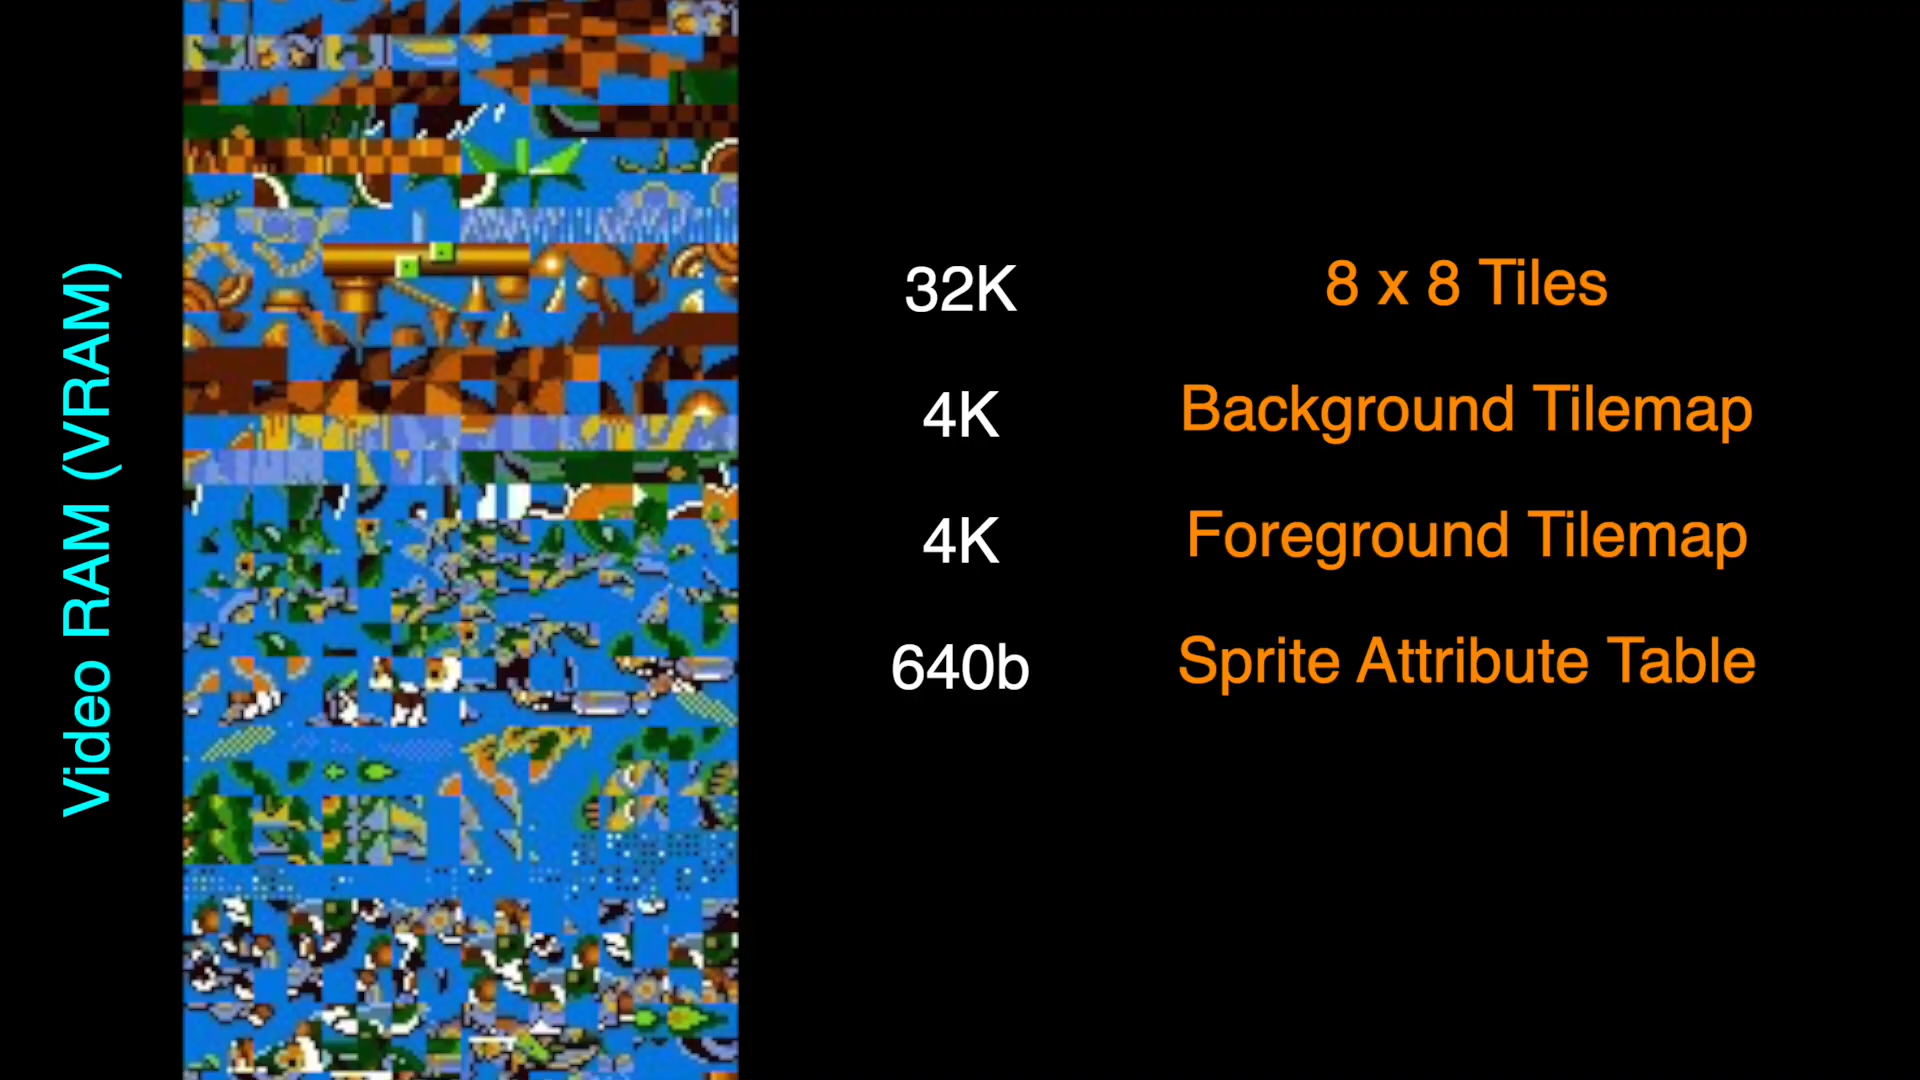 Video RAM (VRAM)
32K 8 x 8 Tiles
4K Background Tilemap
4K Foreground Tilemap
640b Sprite Attribute Table